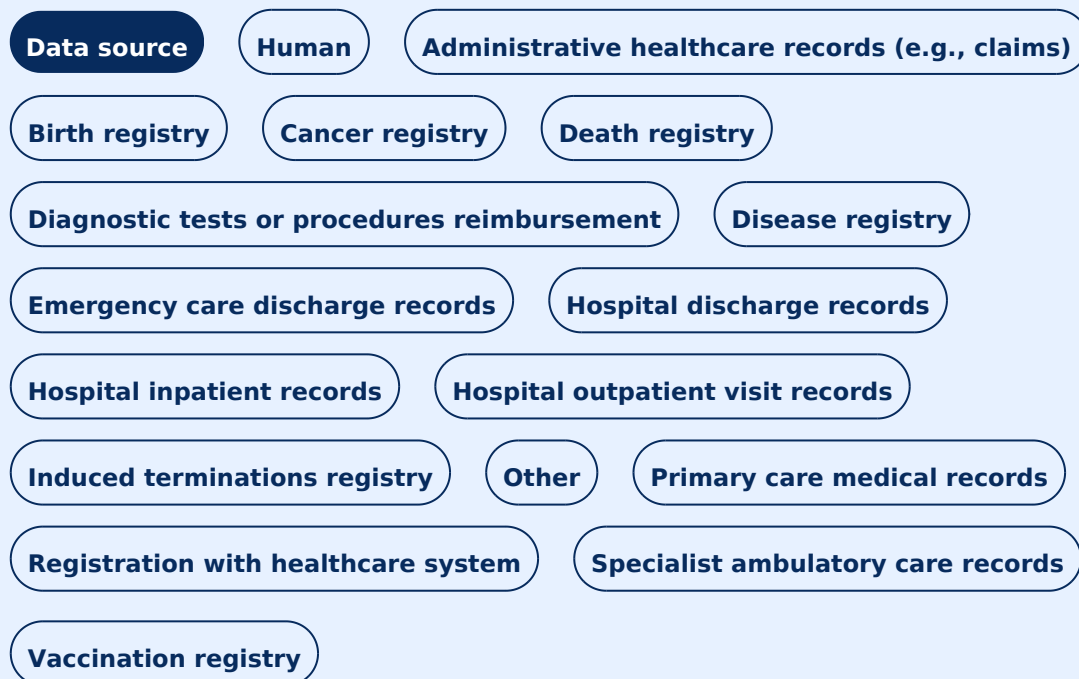 Data source Human Administrative healthcare records (e.g., claims)
Birth registry Cancer registry Death registry
Diagnostic tests or procedures reimbursement Disease registry
Emergency care discharge records Hospital discharge records
Hospital inpatient records Hospital outpatient visit records
Induced terminations registry Other Primary care medical records
Registration with healthcare system Specialist ambulatory care records
Vaccination registry